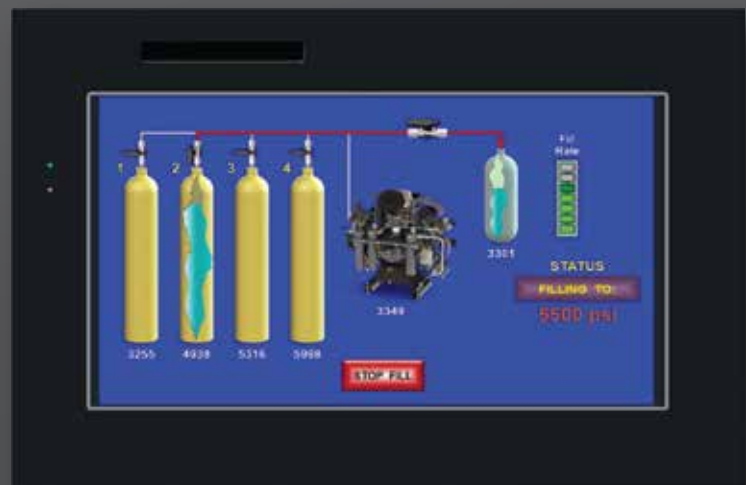 Fill
Rate
1
2
3
4
3301
STATUS
FILLING TO:
5500 psi
3349
3255
4938
5316
5968
STOP FILL